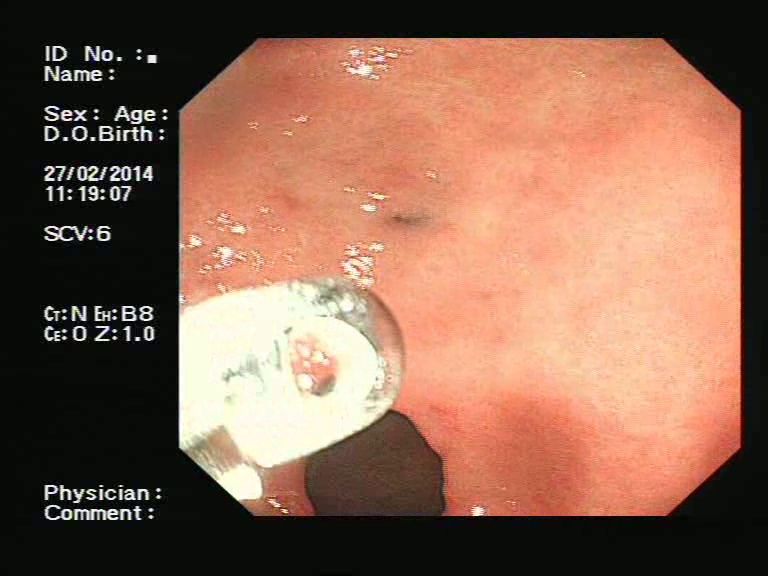 ID No. :
Name:
Sex: Age:
D.O.Birth:
27/02/2014
11:19:07
SCV:6
CT:N EH:B8
CE:0 Z:1.0
Physician:
Comment: